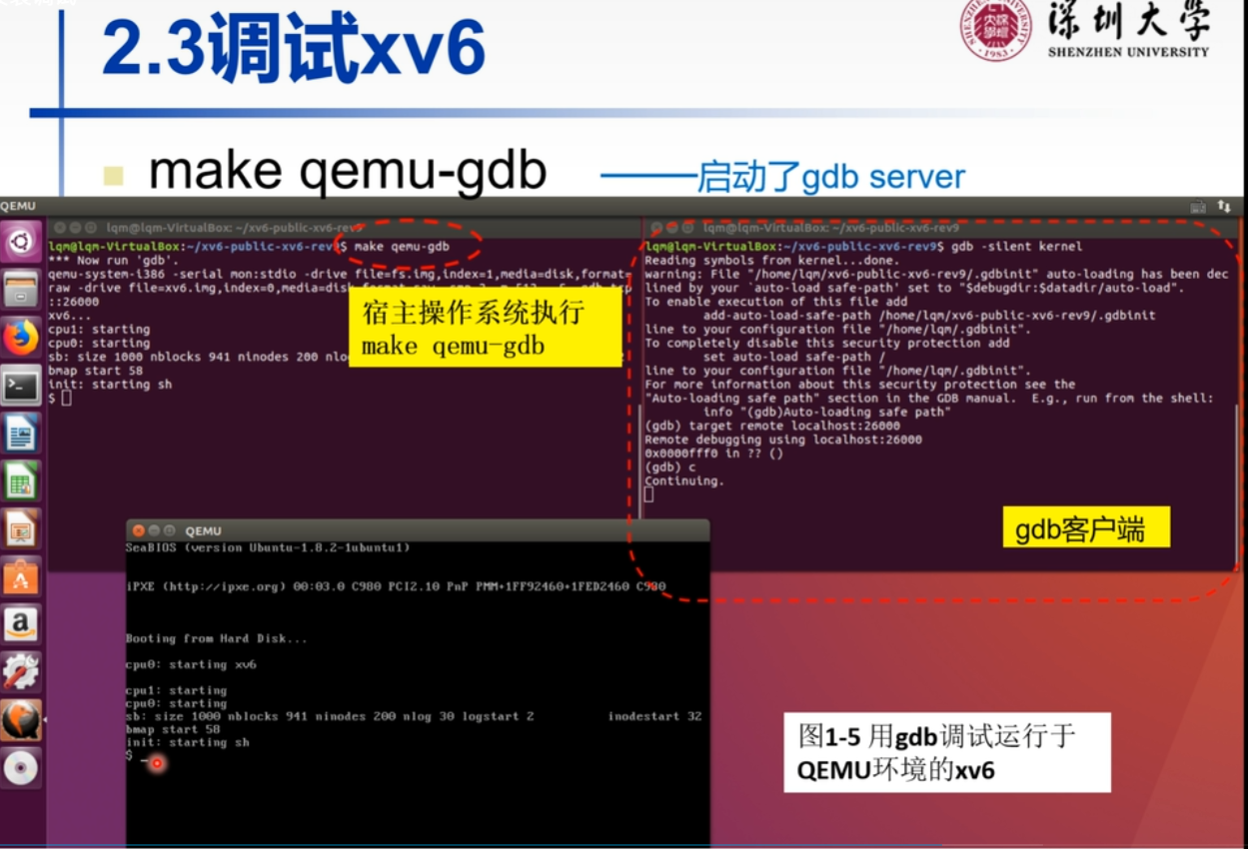 2.3调试xv6
深圳大学
SHENZHEN UNIVERSITY
·1983·
make qemu-gdb ——启动了gdb server
QEMU
lqm@lqm-VirtualBox: ~/xv6-public-xv6-rev9
lqm@lqm-VirtualBox:~/xv6-public-xv6-rev9$ make qemu-gdb
*** Now run 'gdb'.
qemu-system-i386 -serial mon:stdio -drive file=fs.img,index=1,media=disk,format=
raw -drive file=xv6.img,index=0,media=disk
::26000
xv6...
cpu1: starting
cpu0: starting
sb: size 1000 nblocks 941 ninodes 200 nlo
bmap start 58
init: starting sh
$
宿主操作系统执行
make qemu-gdb
lqm@lqm-VirtualBox: ~/xv6-public-xv6-rev9
lqm@lqm-VirtualBox:~/xv6-public-xv6-rev9$ gdb -silent kernel
Reading symbols from kernel...done.
warning: File "/home/lqm/xv6-public-xv6-rev9/.gdbinit" auto-loading has been dec
lined by your `auto-load safe-path' set to "$debugdir:$datadir/auto-load".
To enable execution of this file add
add-auto-load-safe-path /home/lqm/xv6-public-xv6-rev9/.gdbinit
line to your configuration file "/home/lqm/.gdbinit".
To completely disable this security protection add
set auto-load safe-path /
line to your configuration file "/home/lqm/.gdbinit".
For more information about this security protection see the
"Auto-loading safe path" section in the GDB manual. E.g., run from the shell:
info "(gdb)Auto-loading safe path"
(gdb) target remote localhost:26000
Remote debugging using localhost:26000
0x0000fff0 in ?? ()
(gdb) c
Continuing.
gdb客户端
QEMU
SeaBIOS (version Ubuntu-1.8.2-1ubuntu1)
iPXE (http://ipxe.org) 00:03.0 C980 PCI2.10 PnP PMM+1FF92460+1FED2460 C980
Booting from Hard Disk...
cpu0: starting xv6
cpu1: starting
cpu0: starting
sb: size 1000 nblocks 941 ninodes 200 nlog 30 logstart 2 inodestart 32
bmap start 58
init: starting sh
$ _
图1-5 用gdb调试运行于
QEMU环境的xv6